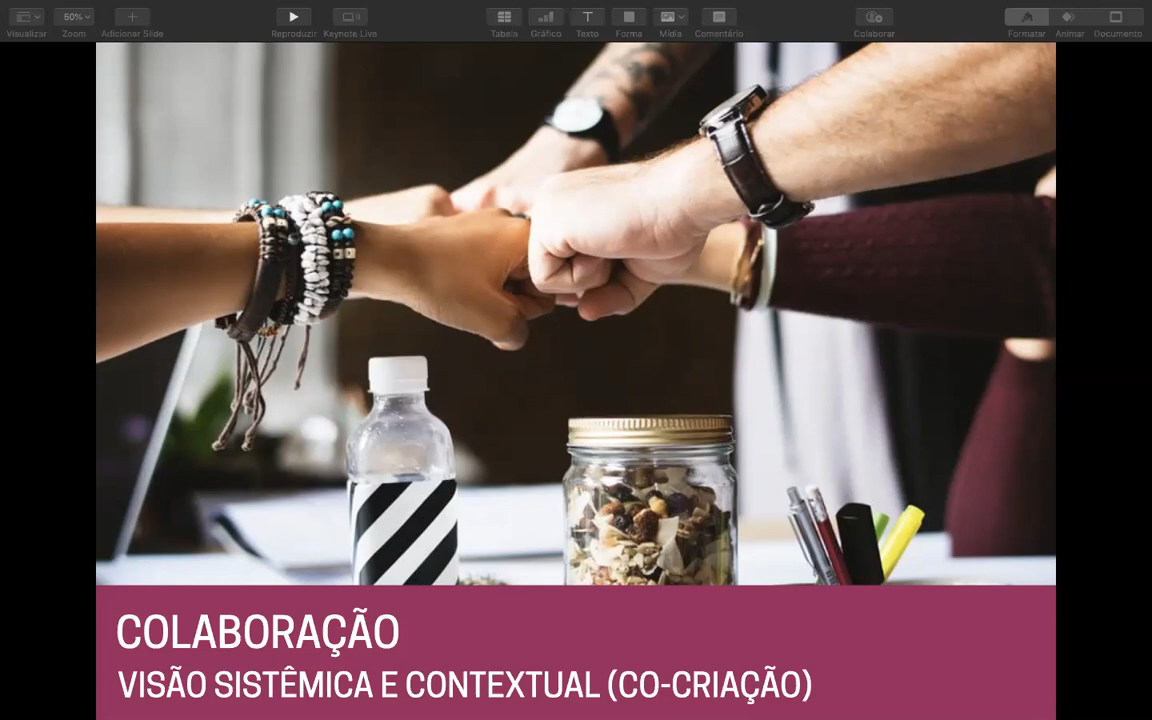 50%
Visualizar Zoom Adicionar Slide Reproduzir Keynote Live Tabela Gráfico Texto Forma Mídia Comentário Colaborar Formatar Animar Documento
COLABORAÇÃO
VISÃO SISTÊMICA E CONTEXTUAL (CO-CRIAÇÃO)